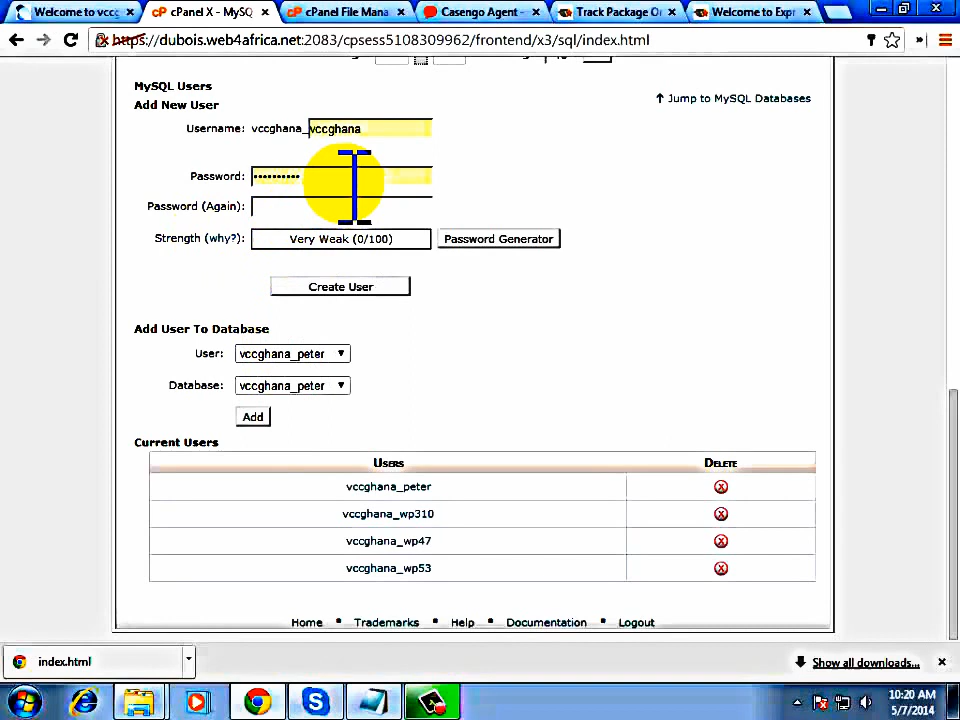 Welcome to vccg
cPanel X - MySQ
cPanel File Mana
Casengo Agent -
Track Package Or
Welcome to Expr
https://dubois.web4africa.net:2083/cpsess5108309962/frontend/x3/sql/index.html
MySQL Users
Add New User
Jump to MySQL Databases
Username: vccghana_vccghana
Password: ••••••••••
Password (Again):
Strength (why?): Very Weak (0/100) Password Generator
Create User
Add User To Database
User: vccghana_peter
Database: vccghana_peter
Add
Current Users
Users Delete
vccghana_peter
vccghana_wp310
vccghana_wp47
vccghana_wp53
Home • Trademarks • Help • Documentation • Logout
index.html
Show all downloads...
10:20 AM
5/7/2014